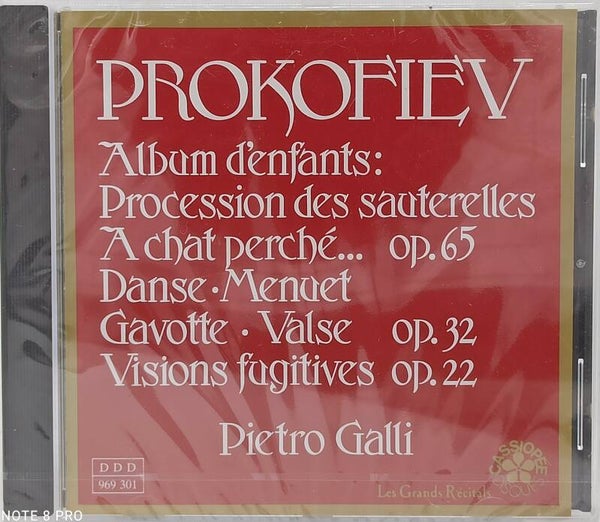 PROKOFIEV
Album d'enfants:
Procession des sauterelles
A chat perché... op. 65
Danse · Menuet
Gavotte · Valse op. 32
Visions fugitives op. 22
Pietro Galli
DDD
969 301
Les Grands Récitals
CASSIOPEE
NOTE 8 PRO